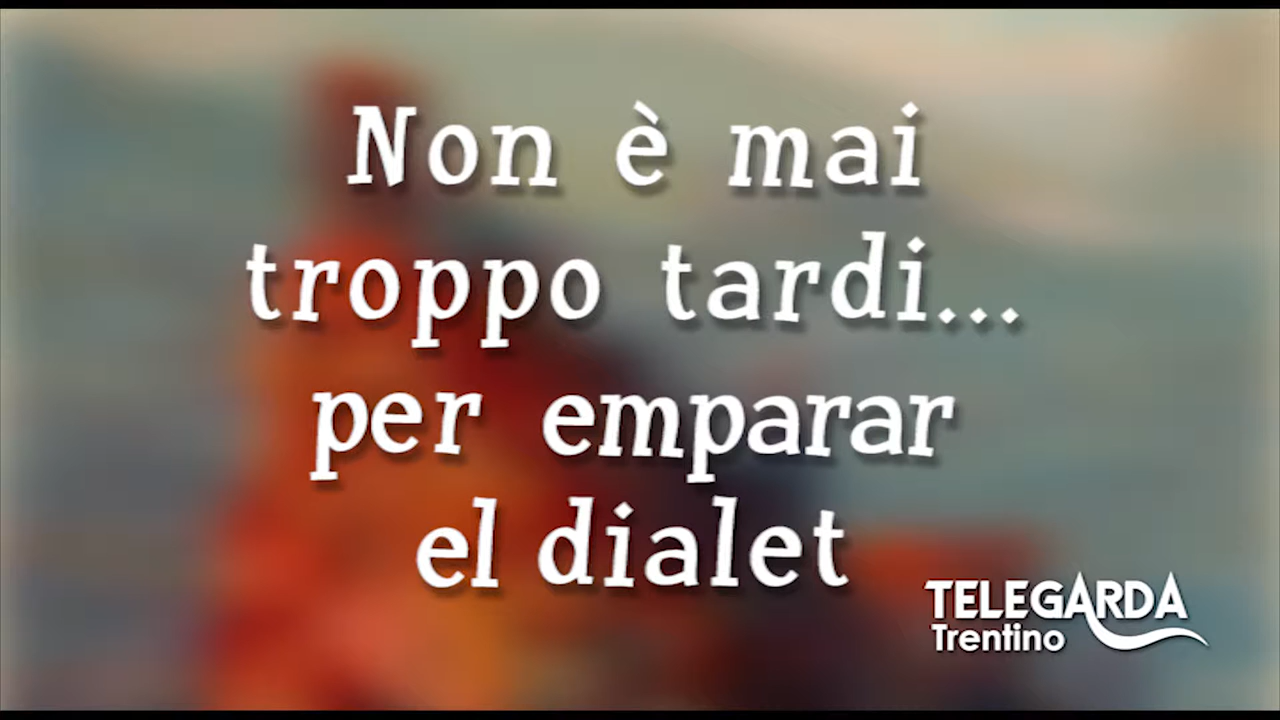 Non è mai
troppo tardi...
per emparar
el dialet
TELEGARDA
Trentino